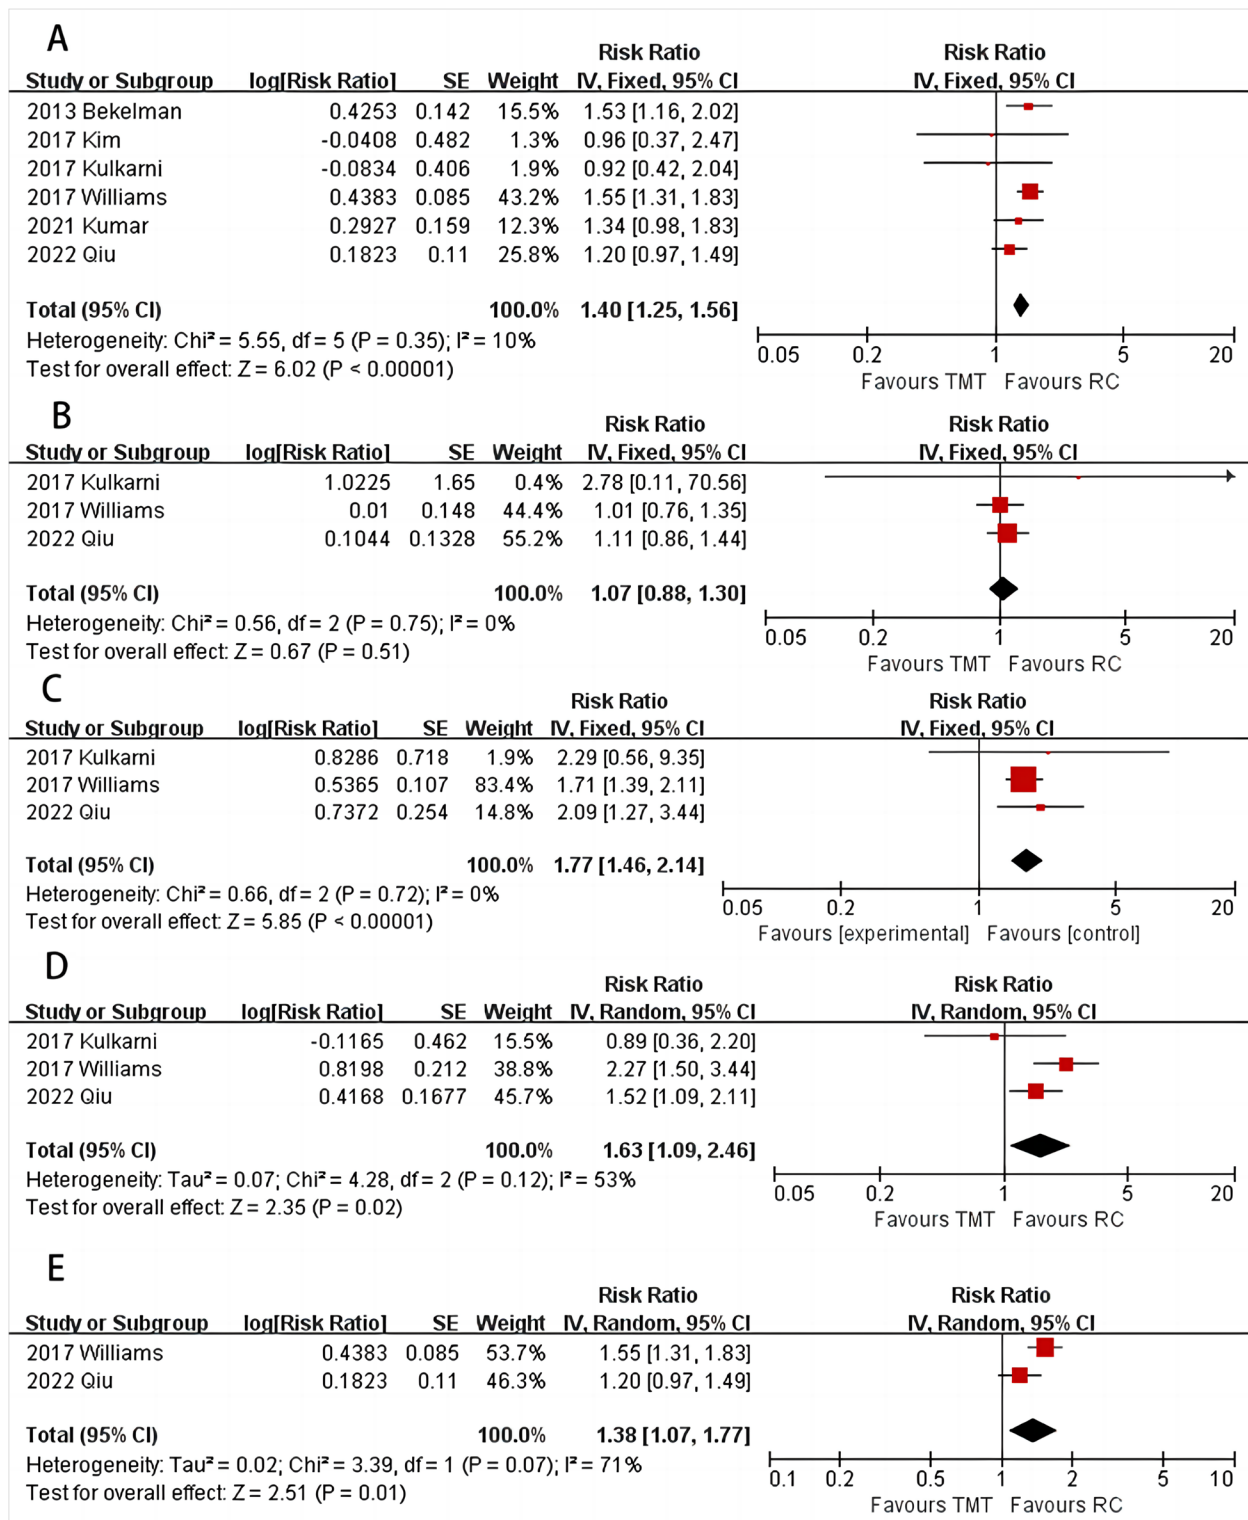 A
Risk Ratio Risk Ratio
Study or Subgroup log[Risk Ratio] SE Weight IV, Fixed, 95% CI IV, Fixed, 95% CI
2013 Bekelman 0.4253 0.142 15.5% 1.53 [1.16, 2.02]
2017 Kim -0.0408 0.482 1.3% 0.96 [0.37, 2.47]
2017 Kulkarni -0.0834 0.406 1.9% 0.92 [0.42, 2.04]
2017 Williams 0.4383 0.085 43.2% 1.55 [1.31, 1.83]
2021 Kumar 0.2927 0.159 12.3% 1.34 [0.98, 1.83]
2022 Qiu 0.1823 0.11 25.8% 1.20 [0.97, 1.49]
Total (95% CI) 100.0% 1.40 [1.25, 1.56]
Heterogeneity: Chi² = 5.55, df = 5 (P = 0.35); I² = 10%
Test for overall effect: Z = 6.02 (P < 0.00001)
0.05 0.2 1 5 20
Favours TMT Favours RC
B
Risk Ratio Risk Ratio
Study or Subgroup log[Risk Ratio] SE Weight IV, Fixed, 95% CI IV, Fixed, 95% CI
2017 Kulkarni 1.0225 1.65 0.4% 2.78 [0.11, 70.56]
2017 Williams 0.01 0.148 44.4% 1.01 [0.76, 1.35]
2022 Qiu 0.1044 0.1328 55.2% 1.11 [0.86, 1.44]
Total (95% CI) 100.0% 1.07 [0.88, 1.30]
Heterogeneity: Chi² = 0.56, df = 2 (P = 0.75); I² = 0%
Test for overall effect: Z = 0.67 (P = 0.51)
0.05 0.2 1 5 20
Favours TMT Favours RC
C
Risk Ratio Risk Ratio
Study or Subgroup log[Risk Ratio] SE Weight IV, Fixed, 95% CI IV, Fixed, 95% CI
2017 Kulkarni 0.8286 0.718 1.9% 2.29 [0.56, 9.35]
2017 Williams 0.5365 0.107 83.4% 1.71 [1.39, 2.11]
2022 Qiu 0.7372 0.254 14.8% 2.09 [1.27, 3.44]
Total (95% CI) 100.0% 1.77 [1.46, 2.14]
Heterogeneity: Chi² = 0.66, df = 2 (P = 0.72); I² = 0%
Test for overall effect: Z = 5.85 (P < 0.00001)
0.05 0.2 1 5 20
Favours [experimental] Favours [control]
D
Risk Ratio Risk Ratio
Study or Subgroup log[Risk Ratio] SE Weight IV, Random, 95% CI IV, Random, 95% CI
2017 Kulkarni -0.1165 0.462 15.5% 0.89 [0.36, 2.20]
2017 Williams 0.8198 0.212 38.8% 2.27 [1.50, 3.44]
2022 Qiu 0.4168 0.1677 45.7% 1.52 [1.09, 2.11]
Total (95% CI) 100.0% 1.63 [1.09, 2.46]
Heterogeneity: Tau² = 0.07; Chi² = 4.28, df = 2 (P = 0.12); I² = 53%
Test for overall effect: Z = 2.35 (P = 0.02)
0.05 0.2 1 5 20
Favours TMT Favours RC
E
Risk Ratio Risk Ratio
Study or Subgroup log[Risk Ratio] SE Weight IV, Random, 95% CI IV, Random, 95% CI
2017 Williams 0.4383 0.085 53.7% 1.55 [1.31, 1.83]
2022 Qiu 0.1823 0.11 46.3% 1.20 [0.97, 1.49]
Total (95% CI) 100.0% 1.38 [1.07, 1.77]
Heterogeneity: Tau² = 0.02; Chi² = 3.39, df = 1 (P = 0.07); I² = 71%
Test for overall effect: Z = 2.51 (P = 0.01)
0.1 0.2 0.5 1 2 5 10
Favours TMT Favours RC